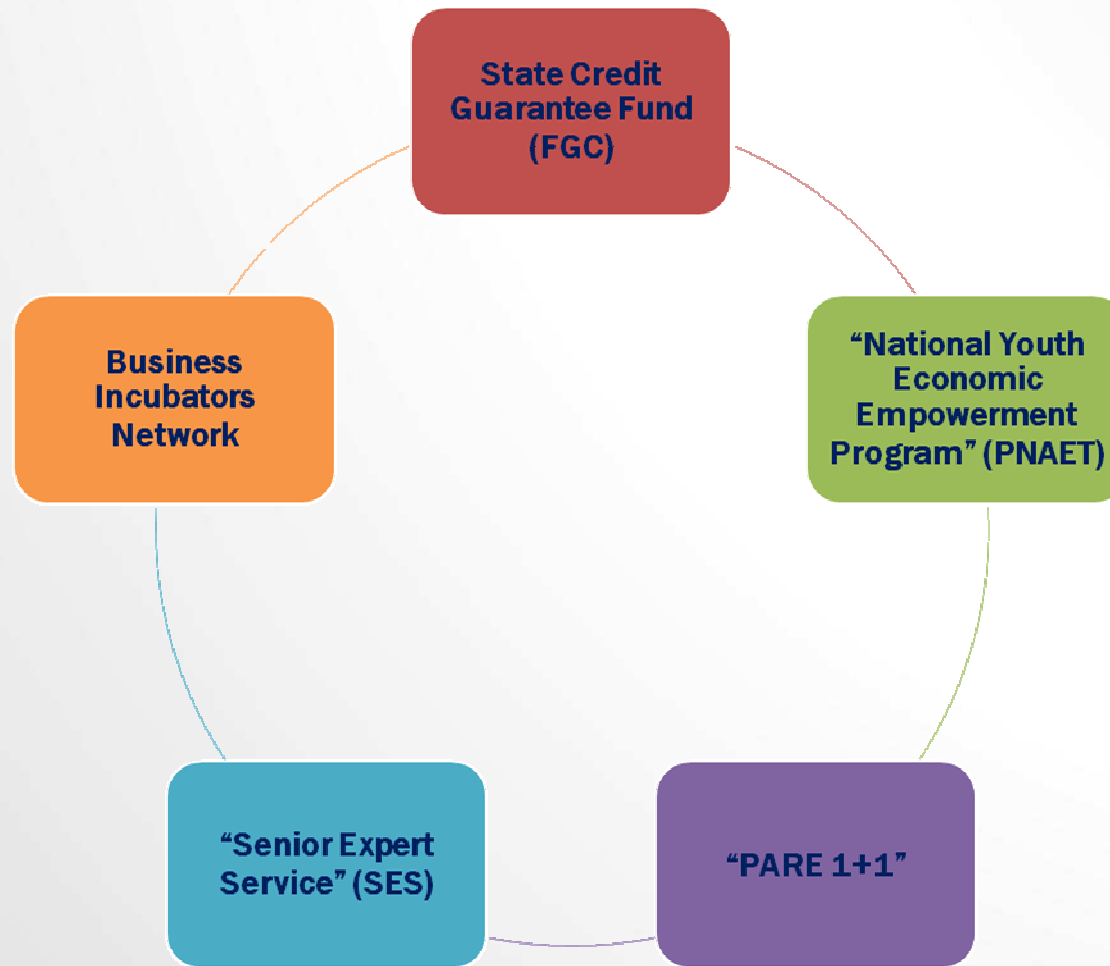 State Credit
Guarantee Fund
(FGC)
“National Youth
Economic
Empowerment
Program” (PNAET)
“PARE 1+1”
“Senior Expert
Service” (SES)
Business
Incubators
Network